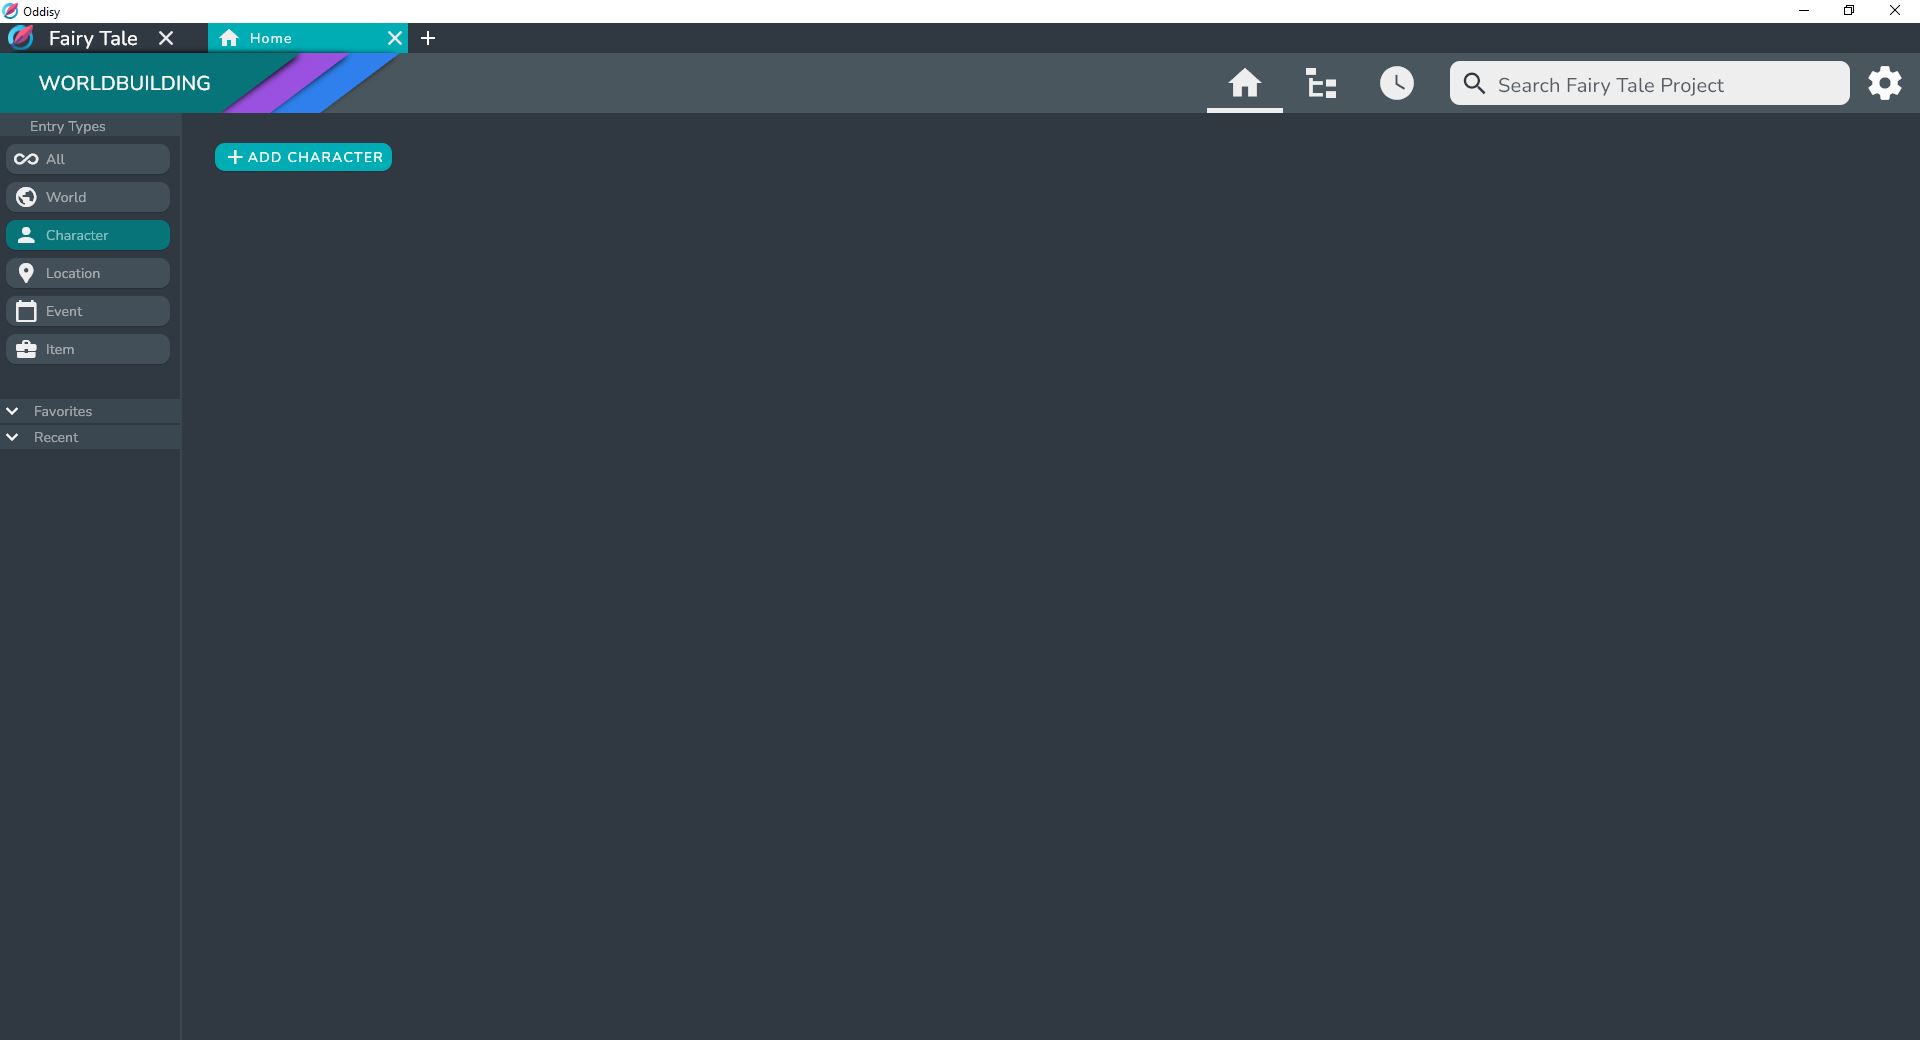 Oddisy
Fairy Tale
Home
WORLDBUILDING
Search Fairy Tale Project
Entry Types
All
World
Character
Location
Event
Item
Favorites
Recent
ADD CHARACTER